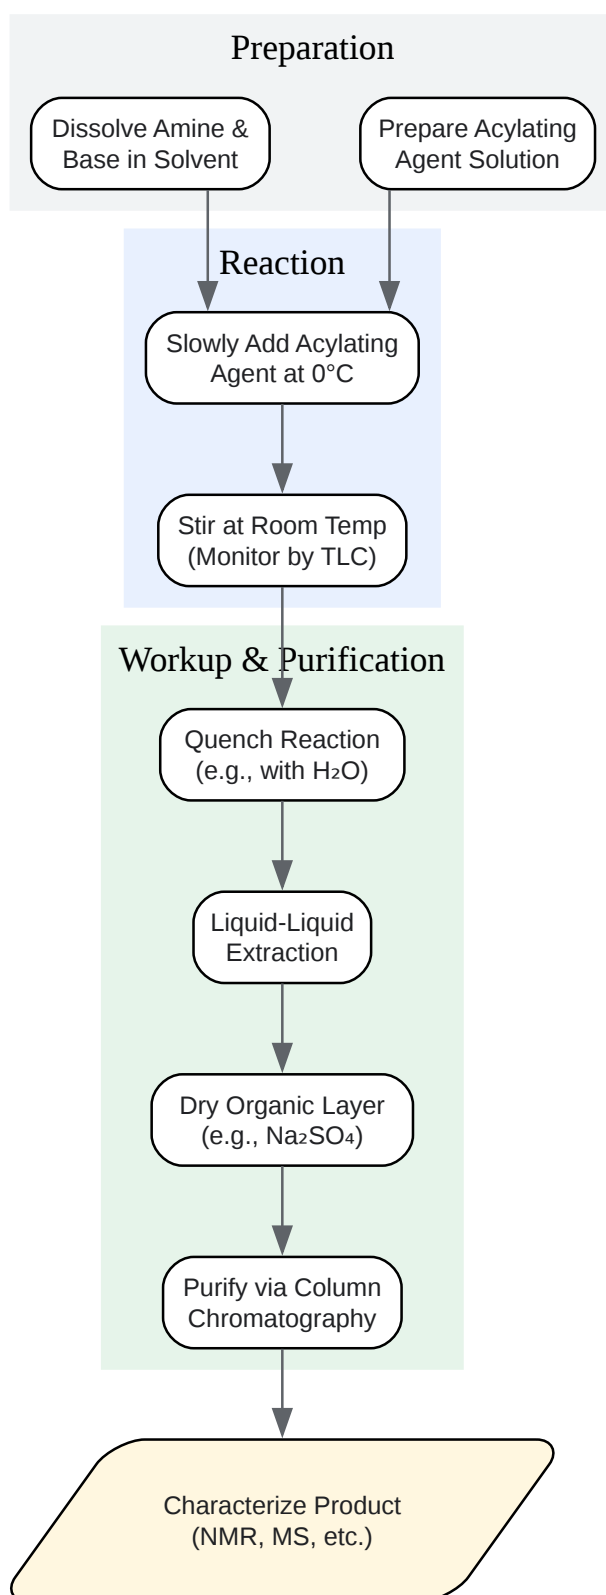 Preparation
Dissolve Amine &
Base in Solvent
Prepare Acylating
Agent Solution
Reaction
Slowly Add Acylating
Agent at 0°C
Stir at Room Temp
(Monitor by TLC)
Workup & Purification
Quench Reaction
(e.g., with H₂O)
Liquid-Liquid
Extraction
Dry Organic Layer
(e.g., Na₂SO₄)
Purify via Column
Chromatography
Characterize Product
(NMR, MS, etc.)